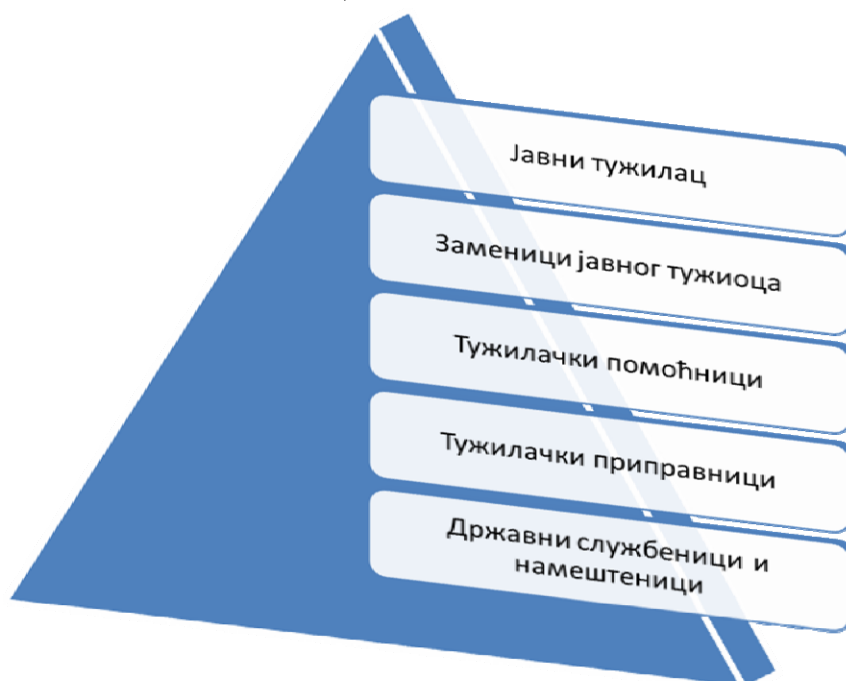 Јавни тужилац
Заменици јавног тужиоца
Тужилачки помоћници
Тужилачки приправници
Државни службеници и
намештеници